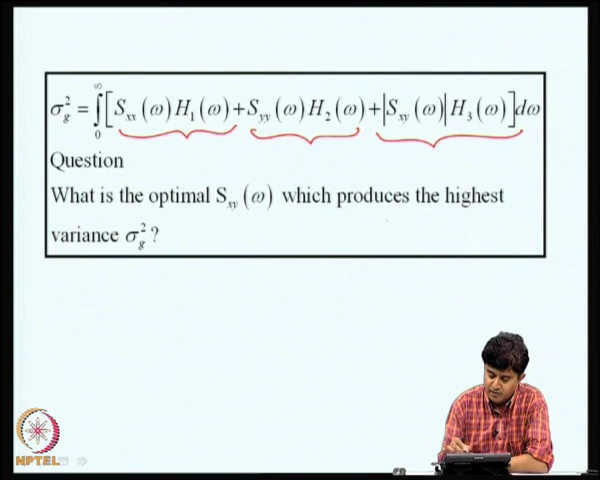 σ_g^2 = ∫_0^∞ [S_xx(ω)H_1(ω)+S_yy(ω)H_2(ω)+|S_xy(ω)|H_3(ω)]dω
Question
What is the optimal S_xy(ω) which produces the highest
variance σ_g^2?
NPTEL